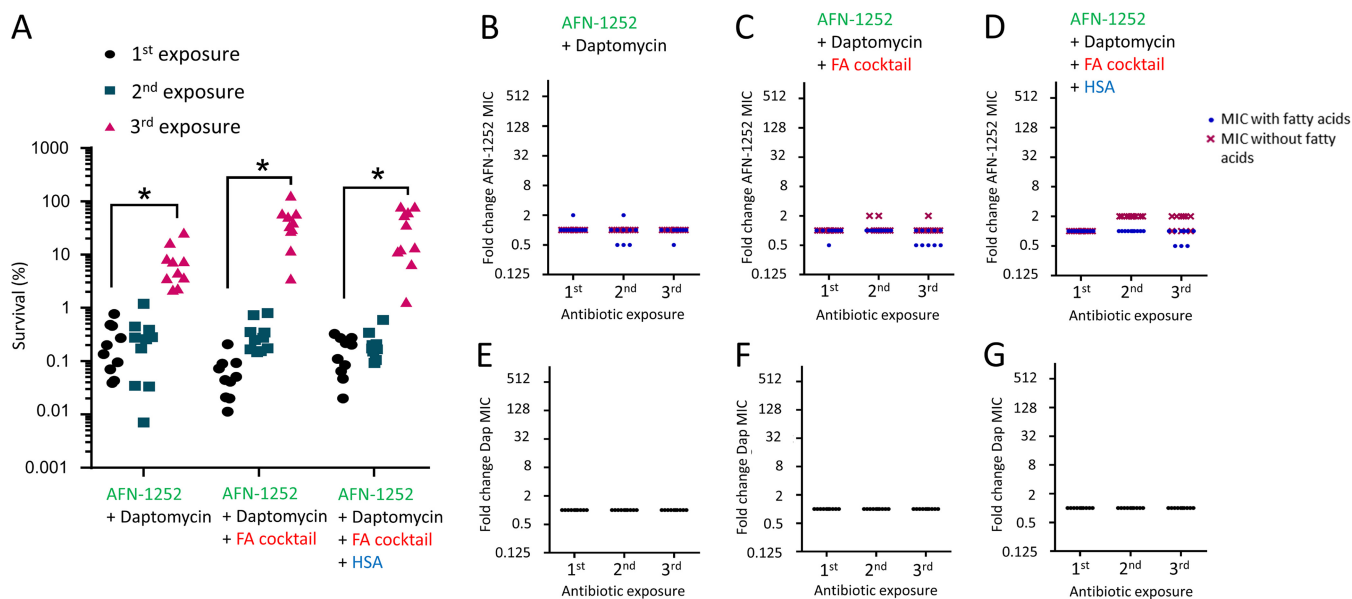 A
1st exposure
2nd exposure
3rd exposure
Survival (%)
1000
100
10
1
0.1
0.01
0.001
*
*
*
AFN-1252
+ Daptomycin
AFN-1252
+ Daptomycin
+ FA cocktail
AFN-1252
+ Daptomycin
+ FA cocktail
+ HSA
B
AFN-1252
+ Daptomycin
Fold change AFN-1252 MIC
512
128
32
8
2
0.5
0.125
1st
2nd
3rd
Antibiotic exposure
C
AFN-1252
+ Daptomycin
+ FA cocktail
Fold change AFN-1252 MIC
512
128
32
8
2
0.5
0.125
1st
2nd
3rd
Antibiotic exposure
D
AFN-1252
+ Daptomycin
+ FA cocktail
+ HSA
Fold change AFN-1252 MIC
512
128
32
8
2
0.5
0.125
1st
2nd
3rd
Antibiotic exposure
MIC with fatty acids
MIC without fatty
acids
E
Fold change Dap MIC
512
128
32
8
2
0.5
0.125
1st
2nd
3rd
Antibiotic exposure
F
Fold change Dap MIC
512
128
32
8
2
0.5
0.125
1st
2nd
3rd
Antibiotic exposure
G
Fold change Dap MIC
512
128
32
8
2
0.5
0.125
1st
2nd
3rd
Antibiotic exposure